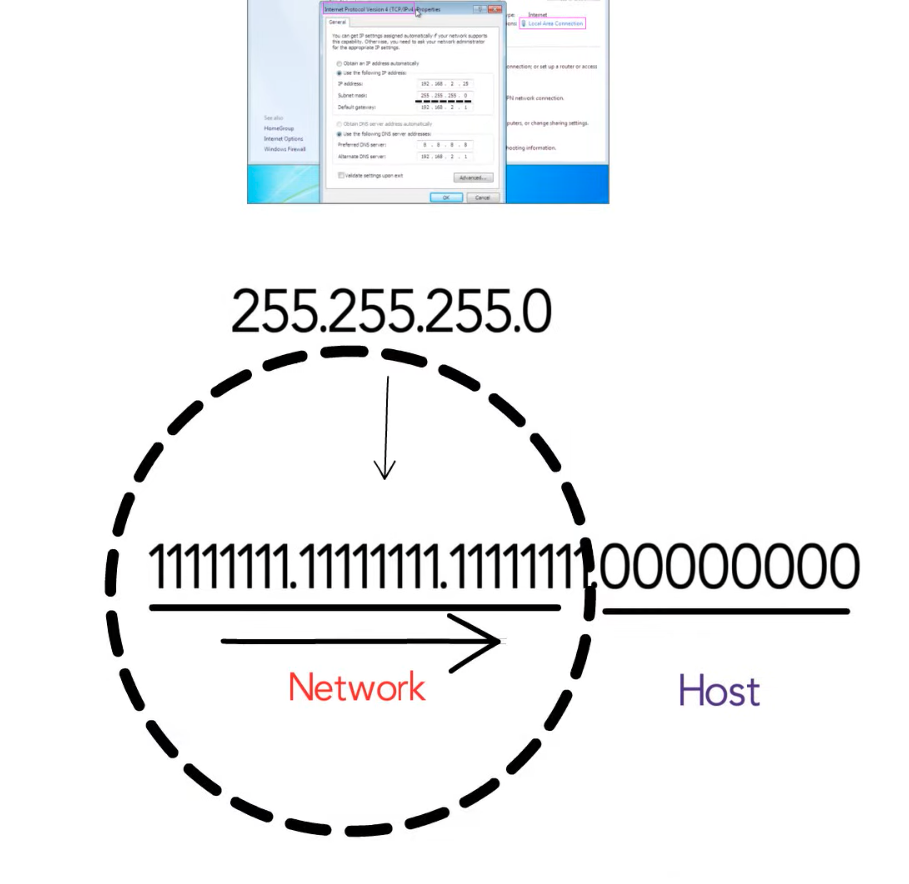 Internet Protocol Version 4 (TCP/IPv4) Properties
General
Internet
Local Area Connection
You can get IP settings assigned automatically if your network supports
this capability. Otherwise, you need to ask your network administrator
for the appropriate IP settings.
Obtain an IP address automatically
Use the following IP address:
IP address: 192 . 168 . 2 . 25
Subnet mask: 255 . 255 . 255 . 0
Default gateway: 192 . 168 . 2 . 1
Obtain DNS server address automatically
Use the following DNS server addresses:
Preferred DNS server: 8 . 8 . 8 . 8
Alternate DNS server: 192 . 168 . 2 . 1
Validate settings upon exit
Advanced...
OK
Cancel
connection; or set up a router or access
PN network connection.
puters, or change sharing settings.
hooting information.
See also
HomeGroup
Internet Options
Windows Firewall
255.255.255.0
11111111.11111111.11111111.00000000
Network
Host